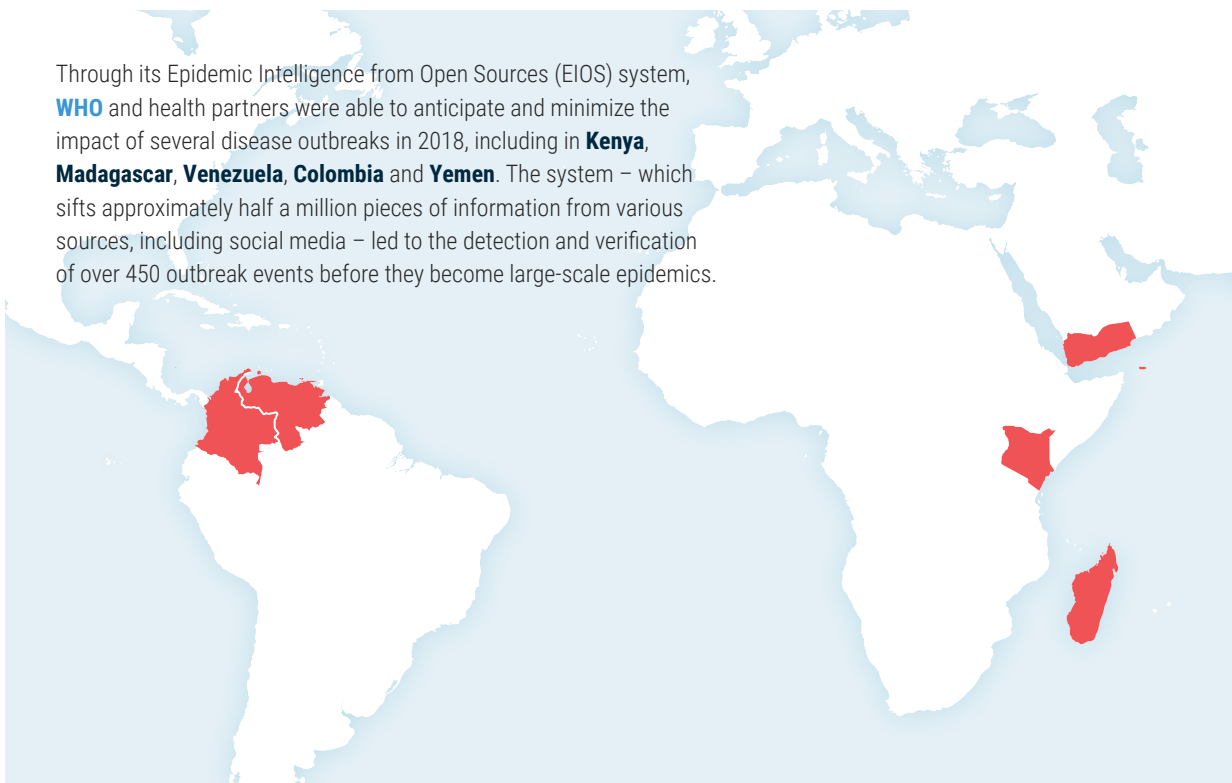 Through its Epidemic Intelligence from Open Sources (EIOS) system,
WHO and health partners were able to anticipate and minimize the
impact of several disease outbreaks in 2018, including in Kenya,
Madagascar, Venezuela, Colombia and Yemen. The system – which
sifts approximately half a million pieces of information from various
sources, including social media – led to the detection and verification
of over 450 outbreak events before they become large-scale epidemics.